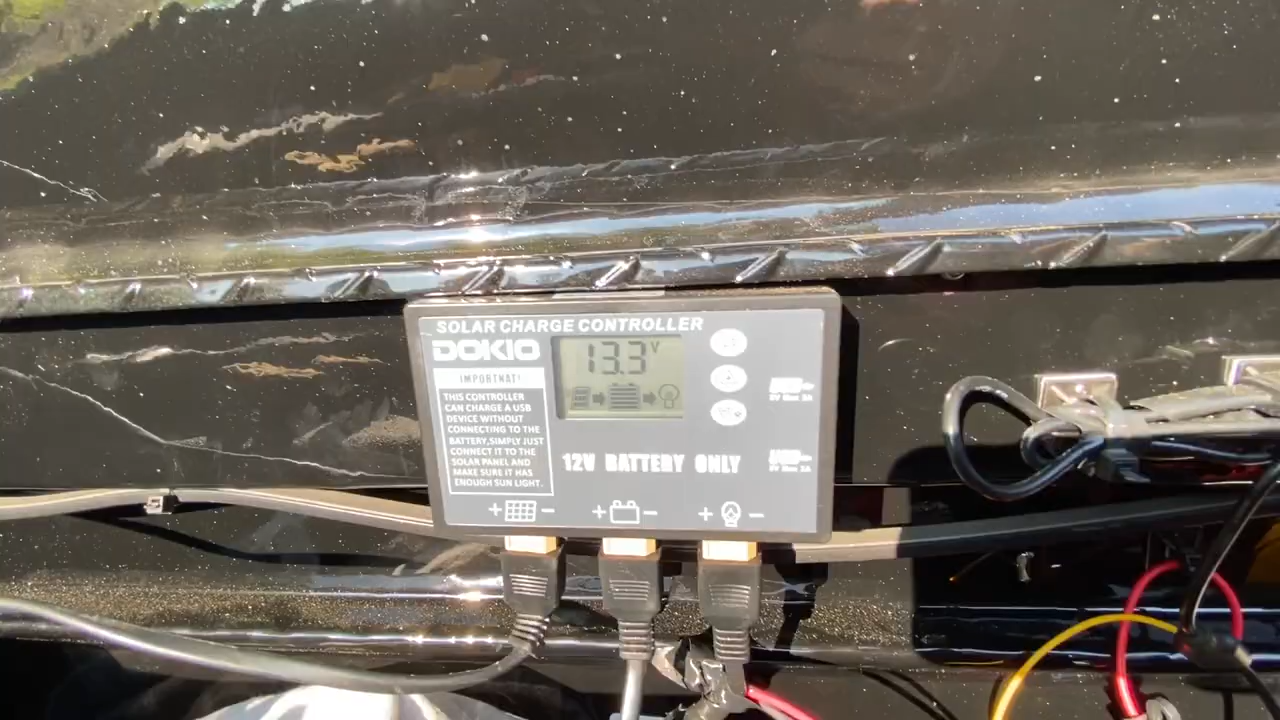 SOLAR CHARGE CONTROLLER
DOKIO
13.3V
IMPORTNAT!
THIS CONTROLLER
CAN CHARGE A USB
DEVICE WITHOUT
CONNECTING TO THE
BATTERY,SIMPLY JUST
CONNECT IT TO THE
SOLAR PANEL AND
MAKE SURE IT HAS
ENOUGH SUN LIGHT.
12V BATTERY ONLY
+ -
+ -
+ -